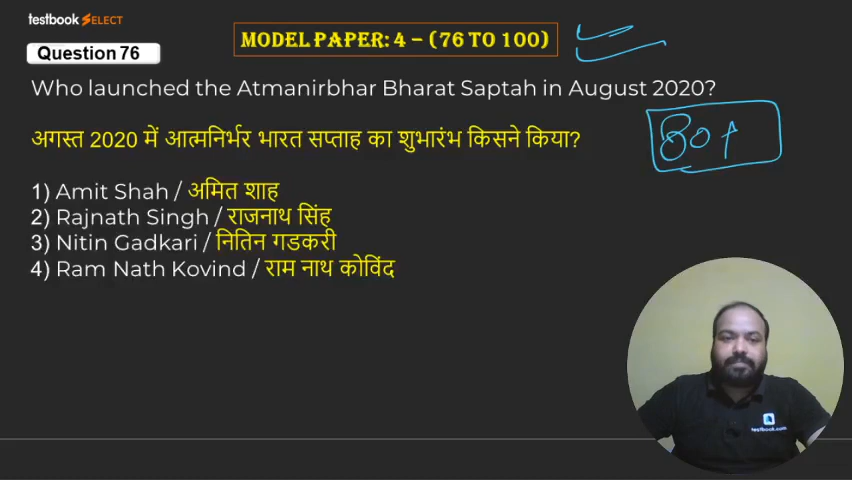 testbook SELECT
MODEL PAPER: 4 – (76 TO 100)
Question 76
Who launched the Atmanirbhar Bharat Saptah in August 2020?
80+
अगस्त 2020 में आत्मनिर्भर भारत सप्ताह का शुभारंभ किसने किया?
1) Amit Shah / अमित शाह
2) Rajnath Singh / राजनाथ सिंह
3) Nitin Gadkari / नितिन गडकरी
4) Ram Nath Kovind / राम नाथ कोविंद
testbook.com